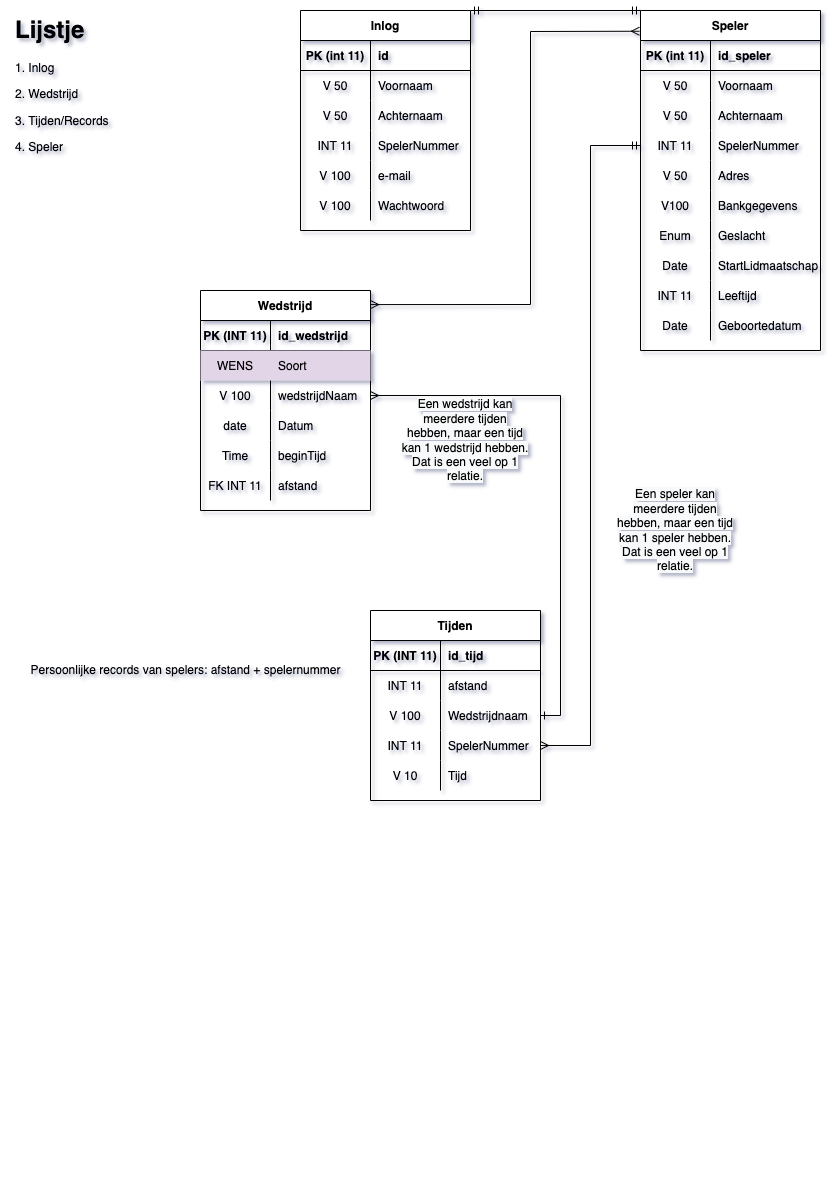 Lijstje
1. Inlog
2. Wedstrijd
3. Tijden/Records
4. Speler
Inlog
PK (int 11) id
V 50 Voornaam
V 50 Achternaam
INT 11 SpelerNummer
V 100 e-mail
V 100 Wachtwoord
Speler
PK (int 11) id_speler
V 50 Voornaam
V 50 Achternaam
INT 11 SpelerNummer
V 50 Adres
V100 Bankgegevens
Enum Geslacht
Date StartLidmaatschap
INT 11 Leeftijd
Date Geboortedatum
Wedstrijd
PK (INT 11) id_wedstrijd
WENS Soort
V 100 wedstrijdNaam
date Datum
Time beginTijd
FK INT 11 afstand
Een wedstrijd kan
meerdere tijden
hebben, maar een tijd
kan 1 wedstrijd hebben.
Dat is een veel op 1
relatie.
Een speler kan
meerdere tijden
hebben, maar een tijd
kan 1 speler hebben.
Dat is een veel op 1
relatie.
Persoonlijke records van spelers: afstand + spelernummer
Tijden
PK (INT 11) id_tijd
INT 11 afstand
V 100 Wedstrijdnaam
INT 11 SpelerNummer
V 10 Tijd